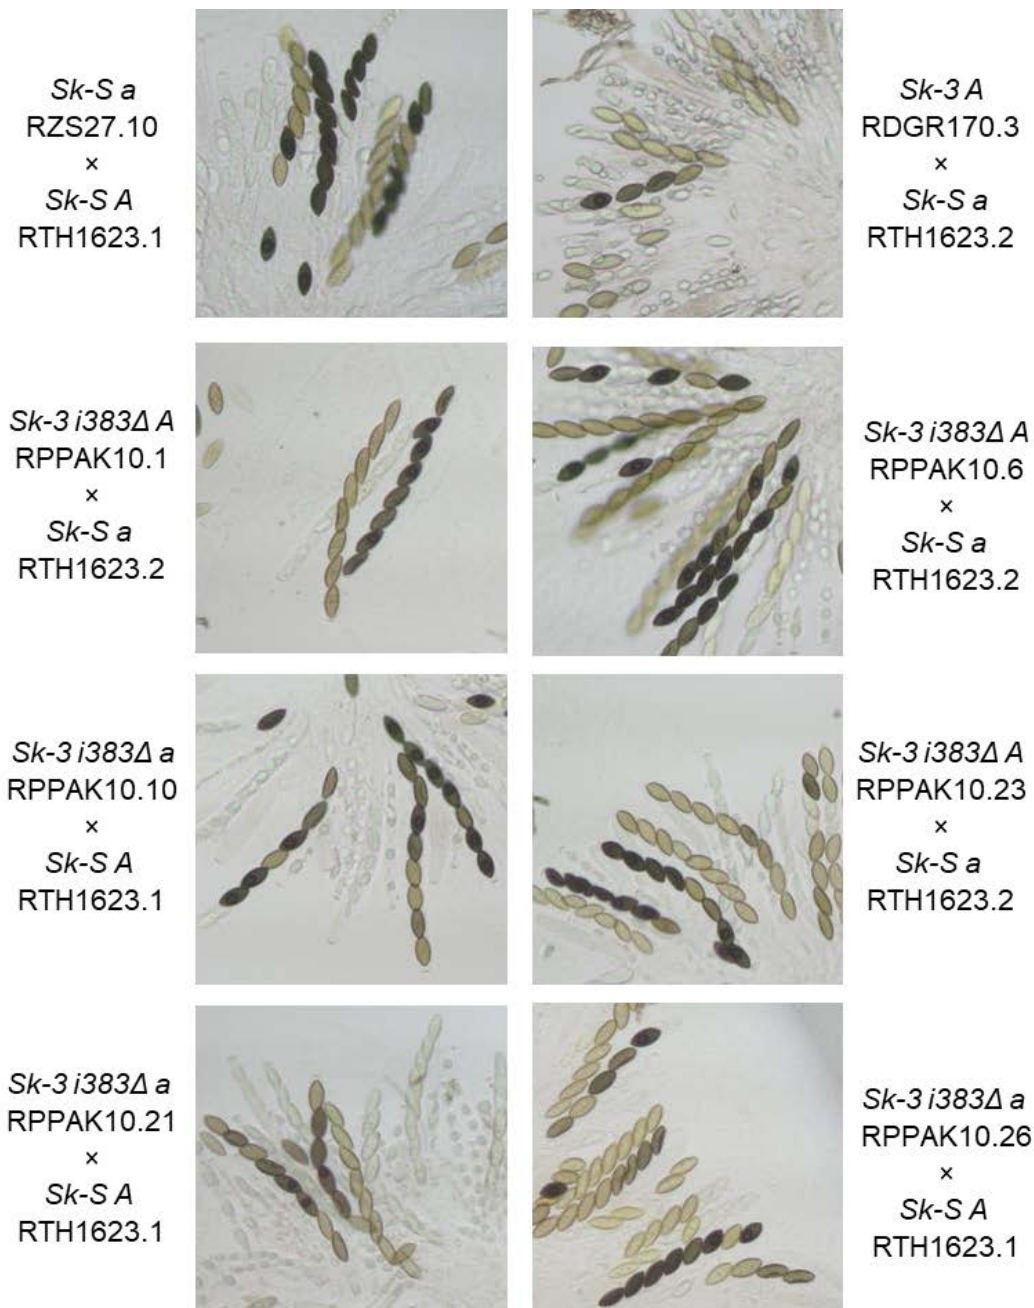 Sk-S a
RZS27.10
×
Sk-S A
RTH1623.1
Sk-3 A
RDGR170.3
×
Sk-S a
RTH1623.2
Sk-3 i383Δ A
RPPAK10.1
×
Sk-S a
RTH1623.2
Sk-3 i383Δ A
RPPAK10.6
×
Sk-S a
RTH1623.2
Sk-3 i383Δ a
RPPAK10.10
×
Sk-S A
RTH1623.1
Sk-3 i383Δ A
RPPAK10.23
×
Sk-S a
RTH1623.2
Sk-3 i383Δ a
RPPAK10.21
×
Sk-S A
RTH1623.1
Sk-3 i383Δ a
RPPAK10.26
×
Sk-S A
RTH1623.1